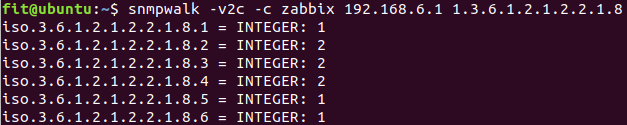 fit@ubuntu:~$ snmpwalk -v2c -c zabbix 192.168.6.1 1.3.6.1.2.1.2.2.1.8
iso.3.6.1.2.1.2.2.1.8.1 = INTEGER: 1
iso.3.6.1.2.1.2.2.1.8.2 = INTEGER: 2
iso.3.6.1.2.1.2.2.1.8.3 = INTEGER: 2
iso.3.6.1.2.1.2.2.1.8.4 = INTEGER: 2
iso.3.6.1.2.1.2.2.1.8.5 = INTEGER: 1
iso.3.6.1.2.1.2.2.1.8.6 = INTEGER: 1